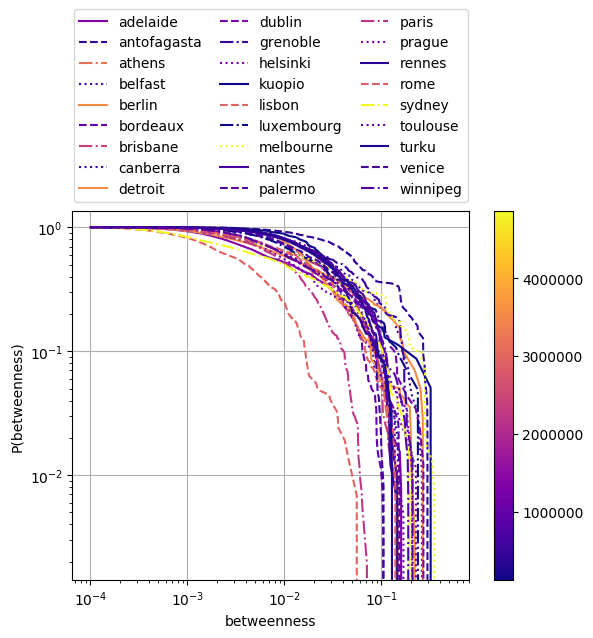 adelaide dublin paris
antofagasta grenoble prague
athens helsinki rennes
belfast kuopio rome
berlin lisbon sydney
bordeaux luxembourg toulouse
brisbane melbourne turku
canberra nantes venice
detroit palermo winnipeg
10⁰
10⁻¹
10⁻²
P(betweenness)
10⁻⁴ 10⁻³ 10⁻² 10⁻¹
betweenness
4000000
3000000
2000000
1000000